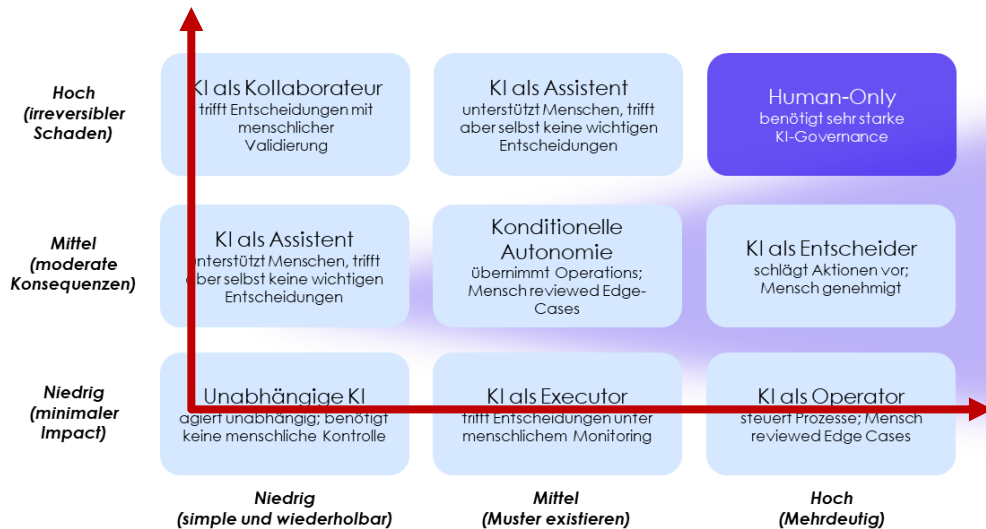 Hoch
(irreversibler
Schaden)
KI als Kollaborateur
trifft Entscheidungen mit
menschlicher
Validierung
KI als Assistent
unterstützt Menschen, trifft
aber selbst keine wichtigen
Entscheidungen
Human-Only
benötigt sehr starke
KI-Governance
Mittel
(moderate
Konsequenzen)
KI als Assistent
unterstützt Menschen, trifft
aber selbst keine wichtigen
Entscheidungen
Konditionelle
Autonomie
übernimmt Operations;
Mensch reviewed Edge-
Cases
KI als Entscheider
schlägt Aktionen vor;
Mensch genehmigt
Niedrig
(minimaler
Impact)
Unabhängige KI
agiert unabhängig; benötigt
keine menschliche Kontrolle
KI als Executor
trifft Entscheidungen unter
menschlichem Monitoring
KI als Operator
steuert Prozesse; Mensch
reviewed Edge Cases
Niedrig
(simple und wiederholbar)
Mittel
(Muster existieren)
Hoch
(Mehrdeutig)